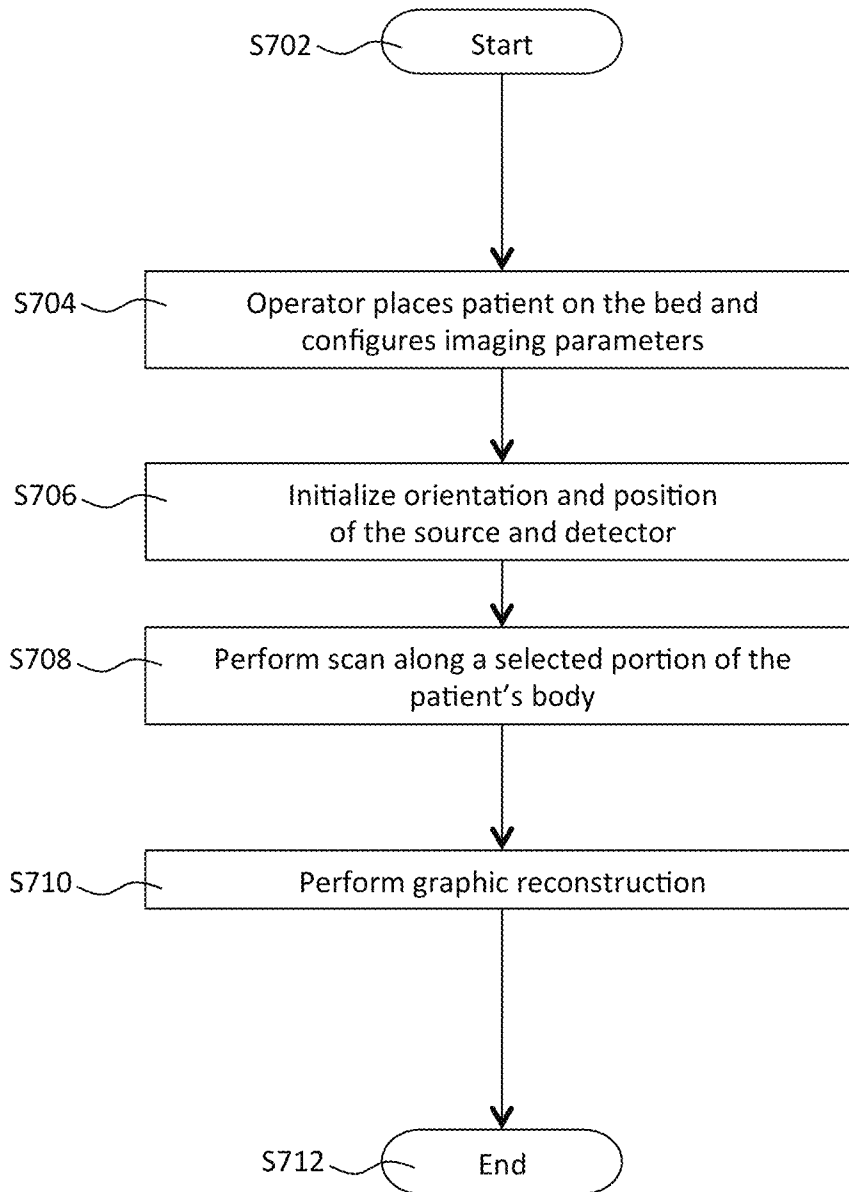 S702
Start
S704
Operator places patient on the bed and
configures imaging parameters
S706
Initialize orientation and position
of the source and detector
S708
Perform scan along a selected portion of the
patient's body
S710
Perform graphic reconstruction
S712
End